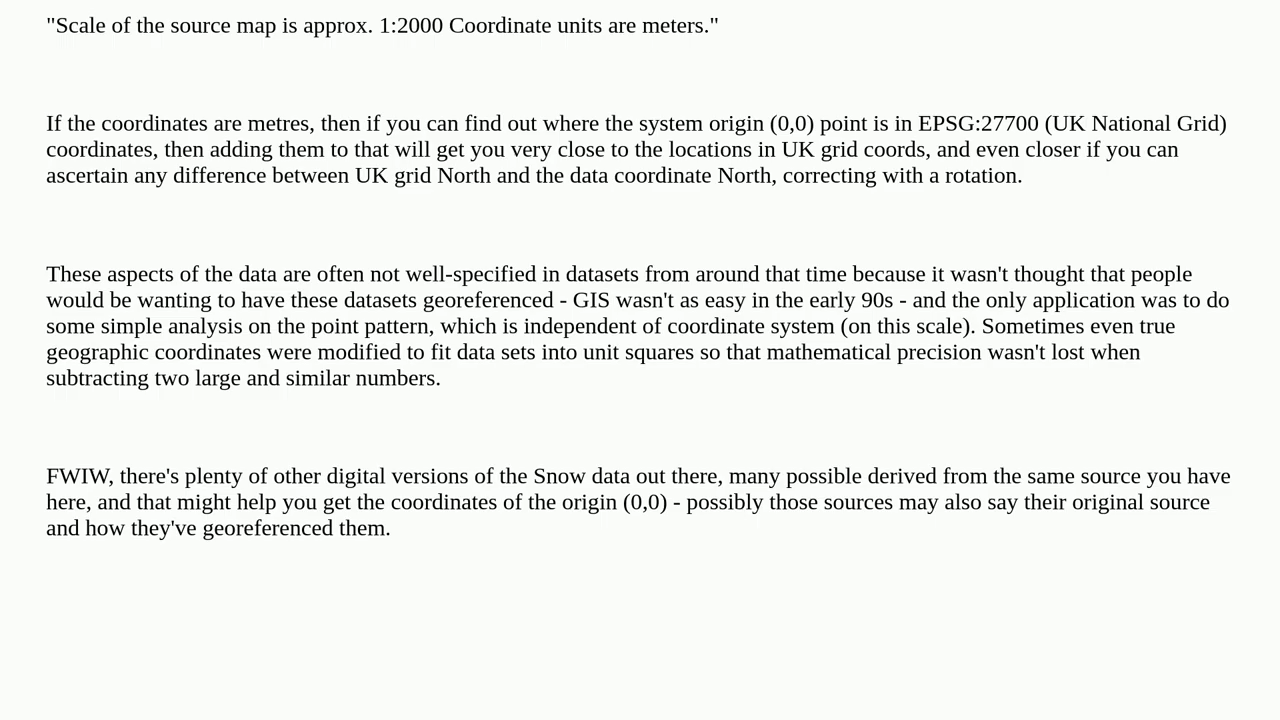 "Scale of the source map is approx. 1:2000 Coordinate units are meters."
If the coordinates are metres, then if you can find out where the system origin (0,0) point is in EPSG:27700 (UK National Grid)
coordinates, then adding them to that will get you very close to the locations in UK grid coords, and even closer if you can
ascertain any difference between UK grid North and the data coordinate North, correcting with a rotation.
These aspects of the data are often not well-specified in datasets from around that time because it wasn't thought that people
would be wanting to have these datasets georeferenced - GIS wasn't as easy in the early 90s - and the only application was to do
some simple analysis on the point pattern, which is independent of coordinate system (on this scale). Sometimes even true
geographic coordinates were modified to fit data sets into unit squares so that mathematical precision wasn't lost when
subtracting two large and similar numbers.
FWIW, there's plenty of other digital versions of the Snow data out there, many possible derived from the same source you have
here, and that might help you get the coordinates of the origin (0,0) - possibly those sources may also say their original source
and how they've georeferenced them.